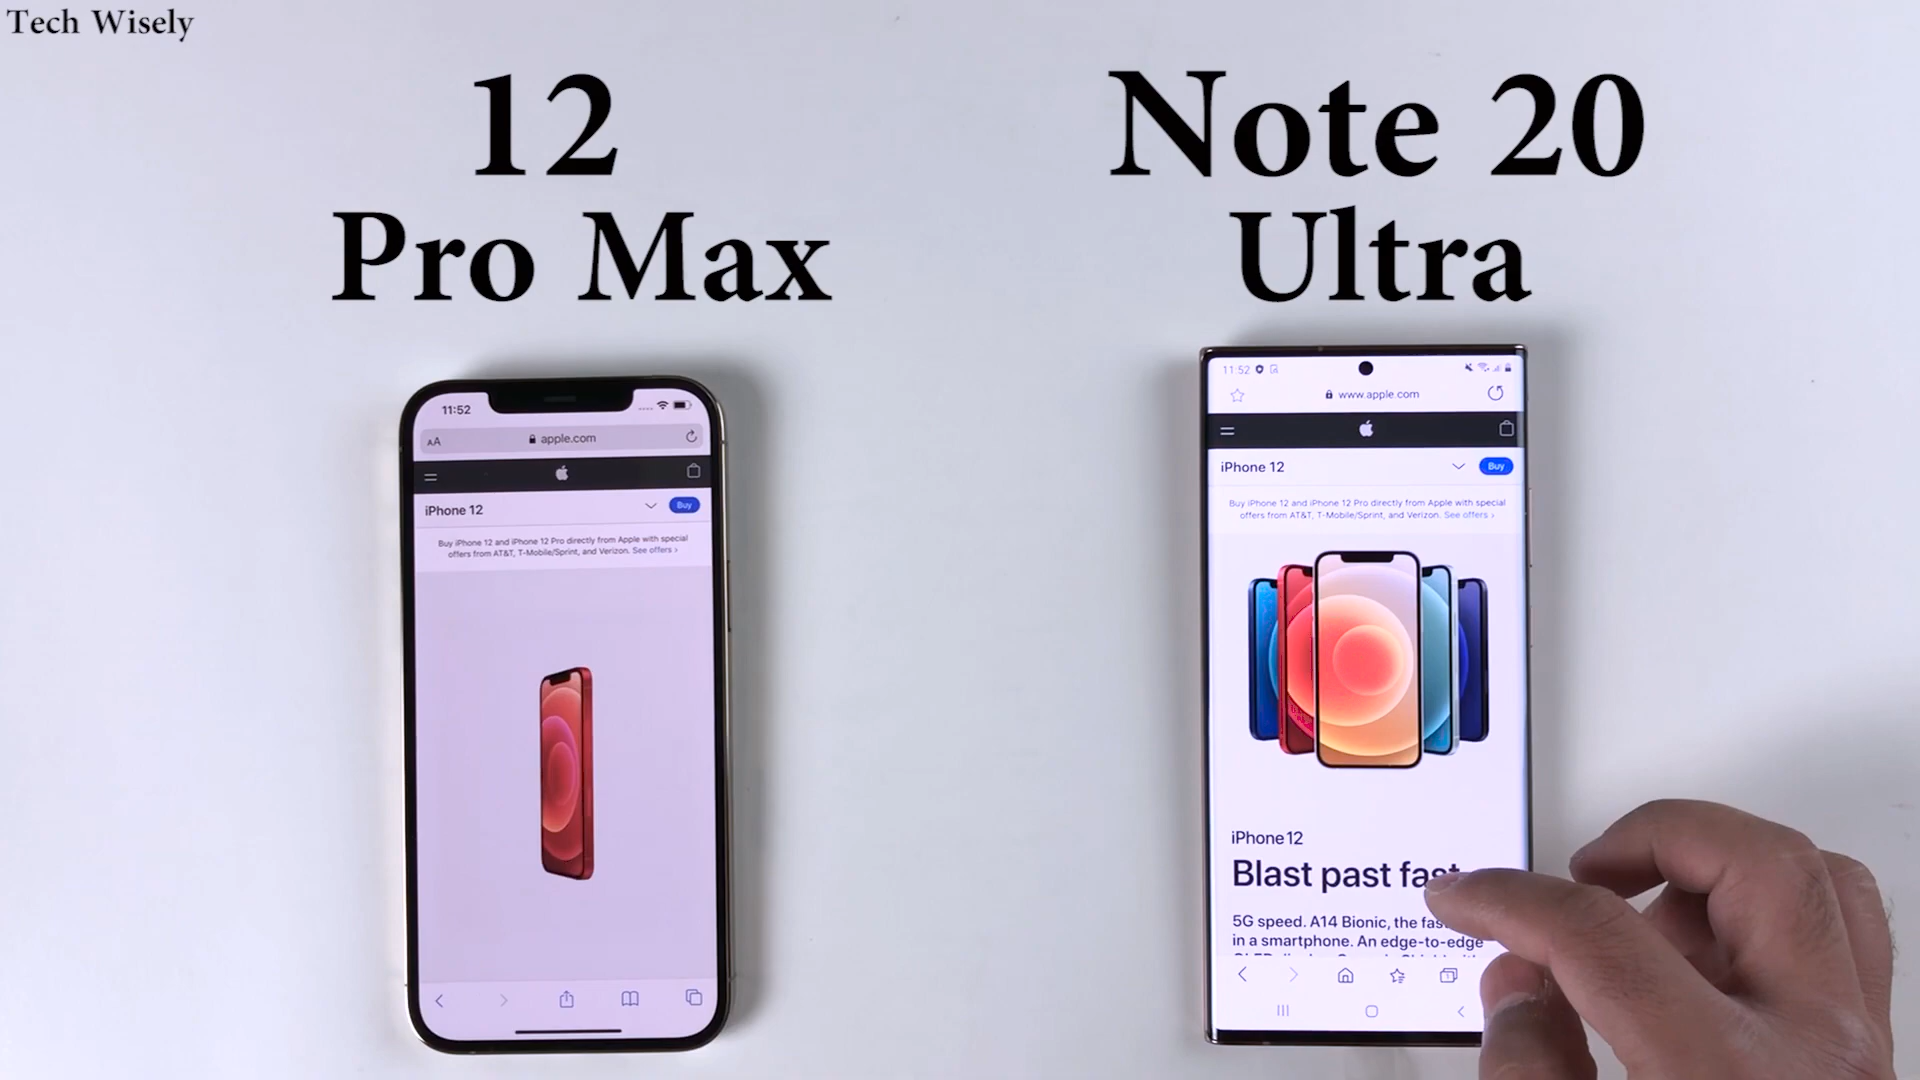 Tech Wisely
12
Pro Max
Note 20
Ultra
11:52
AA
apple.com
iPhone 12
Buy
Buy iPhone 12 and iPhone 12 Pro directly from Apple with special
offers from AT&T, T-Mobile/Sprint, and Verizon. See offers >
11:52
www.apple.com
iPhone 12
Buy
Buy iPhone 12 and iPhone 12 Pro directly from Apple with special
offers from AT&T, T-Mobile/Sprint, and Verizon. See offers >
iPhone 12
Blast past fast
5G speed. A14 Bionic, the
in a smartphone. An edge-to-edge